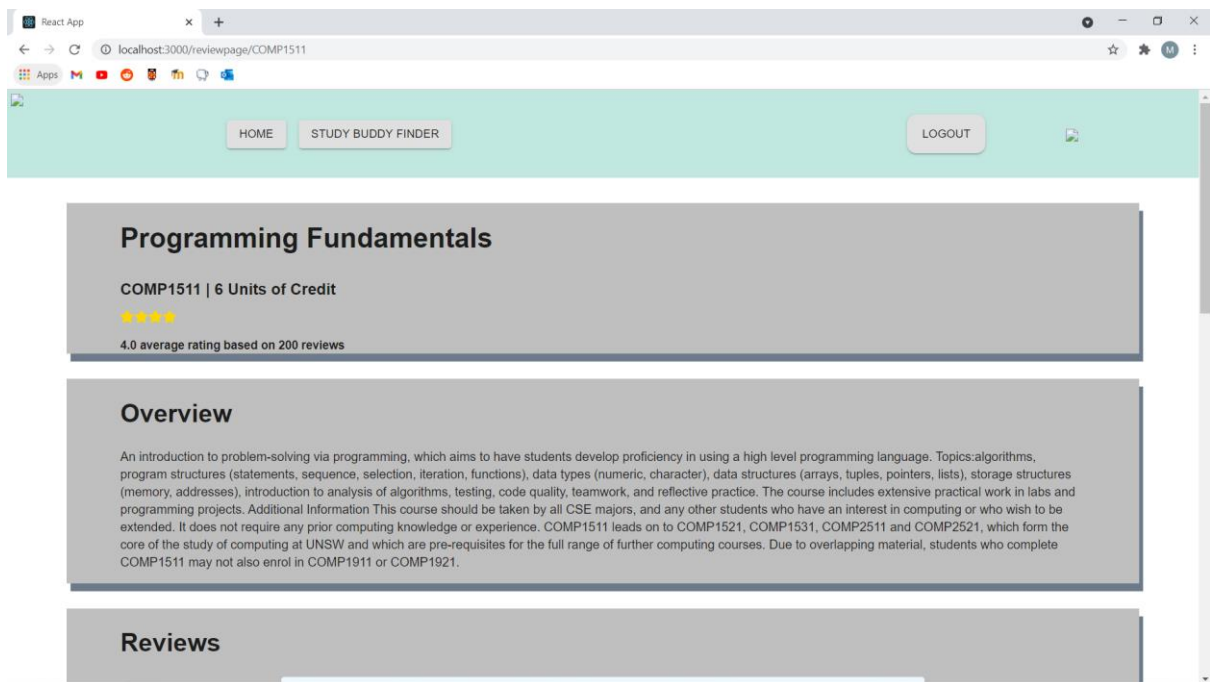 React App
localhost:3000/reviewpage/COMP1511
M
Apps
HOME
STUDY BUDDY FINDER
LOGOUT
Programming Fundamentals
COMP1511 | 6 Units of Credit
4.0 average rating based on 200 reviews
Overview
An introduction to problem-solving via programming, which aims to have students develop proficiency in using a high level programming language. Topics:algorithms,
program structures (statements, sequence, selection, iteration, functions), data types (numeric, character), data structures (arrays, tuples, pointers, lists), storage structures
(memory, addresses), introduction to analysis of algorithms, testing, code quality, teamwork, and reflective practice. The course includes extensive practical work in labs and
programming projects. Additional Information This course should be taken by all CSE majors, and any other students who have an interest in computing or who wish to be
extended. It does not require any prior computing knowledge or experience. COMP1511 leads on to COMP1521, COMP1531, COMP2511 and COMP2521, which form the
core of the study of computing at UNSW and which are pre-requisites for the full range of further computing courses. Due to overlapping material, students who complete
COMP1511 may not also enrol in COMP1911 or COMP1921.
Reviews